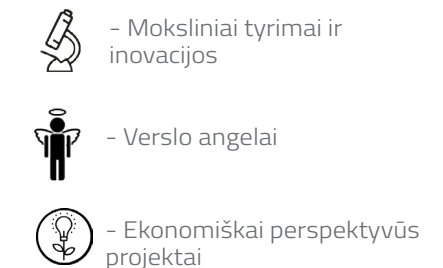 - Moksliniai tyrimai ir
inovacijos
- Verslo angelai
- Ekonomiškai perspektyvūs
projektai